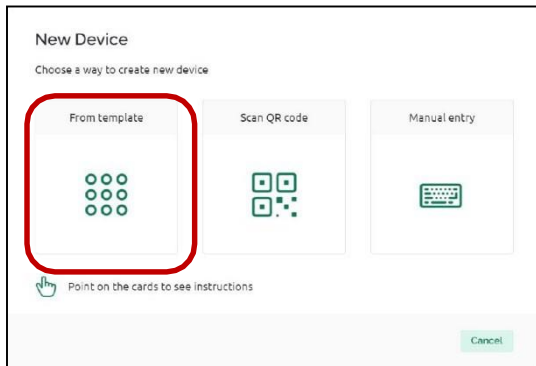 New Device
Choose a way to create new device
From template
Scan QR code
Manual entry
Point on the cards to see instructions
Cancel